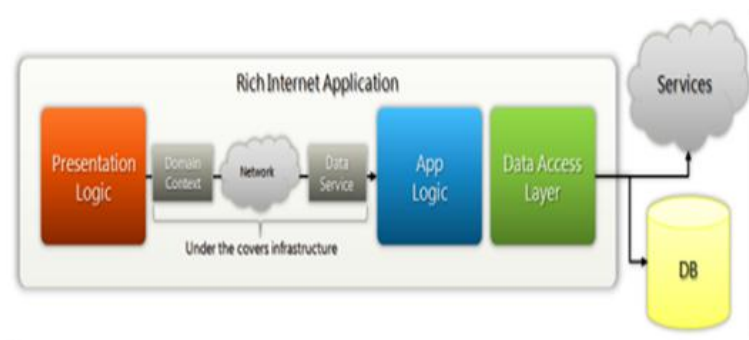 Rich Internet Application
Services
Presentation
Logic
Domain
Context
Network
Data
Service
App
Logic
Data Access
Layer
Under the covers infrastructure
DB